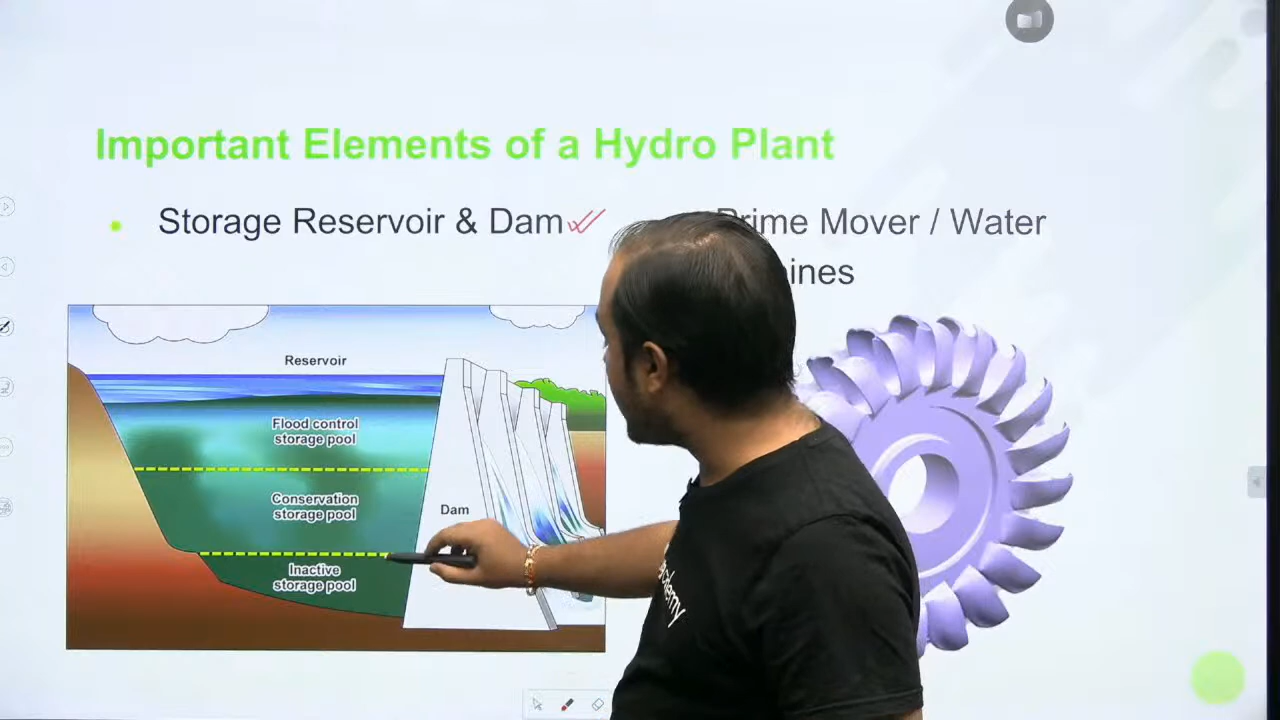 Important Elements of a Hydro Plant
Storage Reservoir & Dam
Prime Mover / Water
Reservoir
Flood control
storage pool
Conservation
storage pool
Dam
Inactive
storage pool